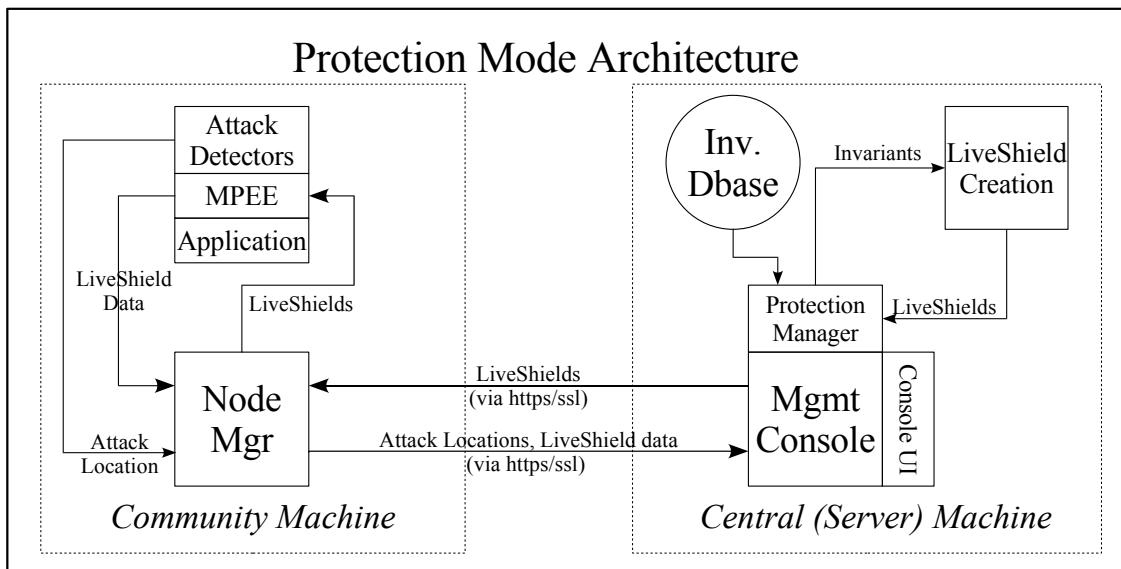 Protection Mode Architecture
Attack
Detectors
MPEE
Application
LiveShield
Data
LiveShields
Node
Mgr
Attack
Location
Community Machine
LiveShields
(via https/ssl)
Attack Locations, LiveShield data
(via https/ssl)
Inv.
Dbase
Invariants
LiveShield
Creation
LiveShields
Protection
Manager
Mgmt
Console
Console UI
Central (Server) Machine